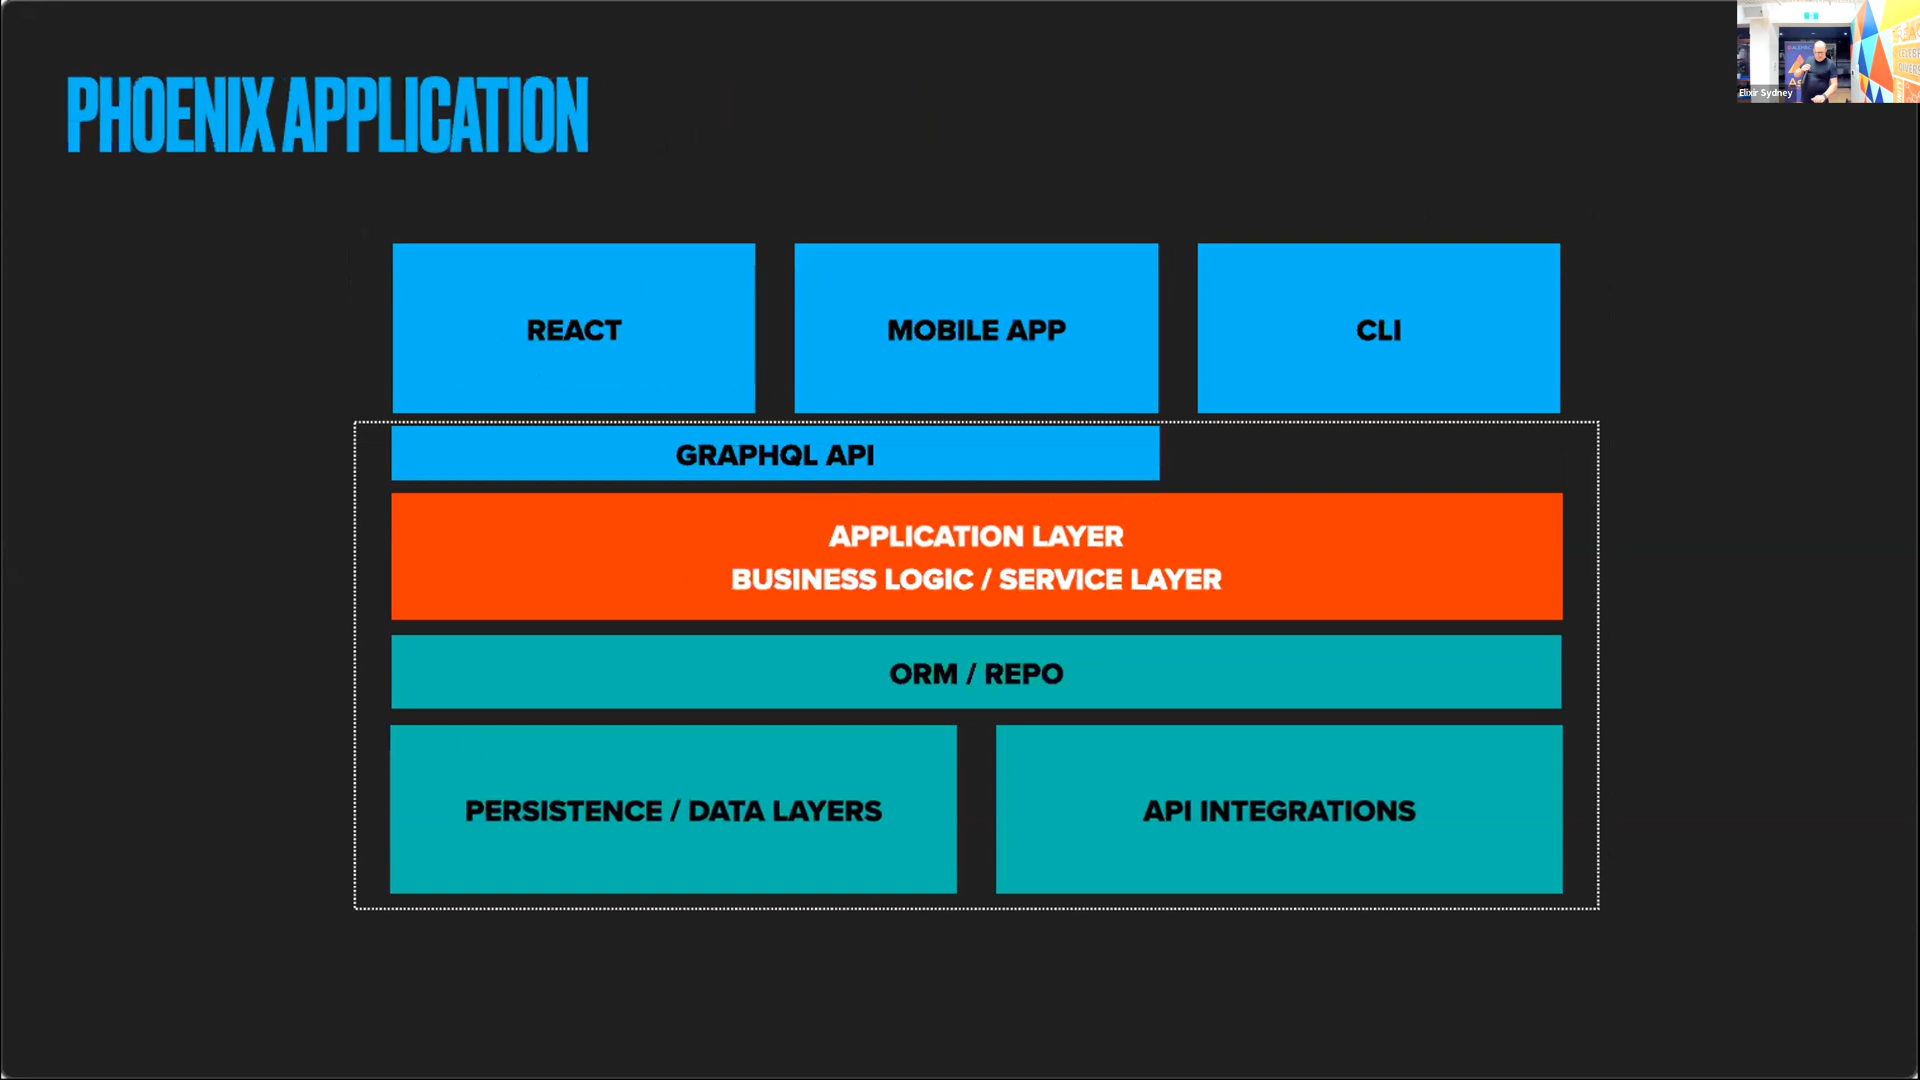 PHOENIX APPLICATION
Elixir Sydney
REACT
MOBILE APP
CLI
GRAPHQL API
APPLICATION LAYER
BUSINESS LOGIC / SERVICE LAYER
ORM / REPO
PERSISTENCE / DATA LAYERS
API INTEGRATIONS